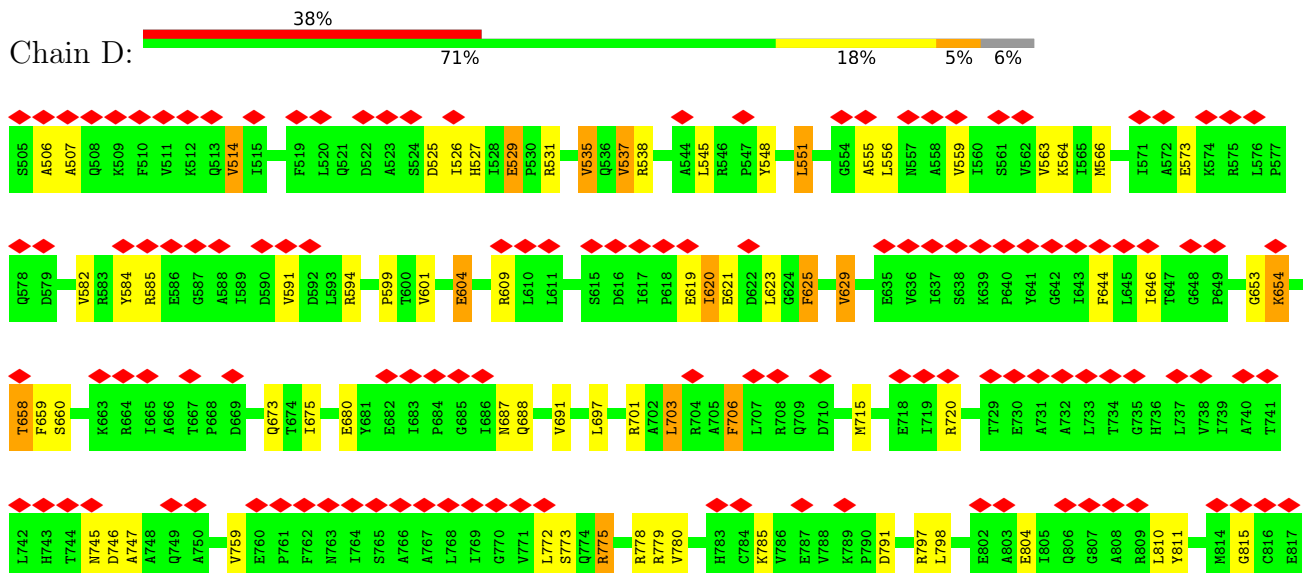 38%
Chain D:
71% 18% 5% 6%
S505 A506 A507 Q508 K509 F510 V511 K512 Q513 V514 I515 F519 L520 Q521 D522 A523 S524 D525 I526 H527 I528 E529 P530 R531 V535 Q536 V537 R538 A544 L545 R546 P547 Y548 L551 G554 A555 L556 N557 A558 V559 I560 S561 V562 V563 K564 I565 M566 I571 A572 E573 K574 R575 L576 P577
Q578 D579 V582 R583 Y584 R585 E586 G587 A588 I589 D590 V591 D592 L593 R594 P599 T600 V601 E604 R609 L610 L611 S615 D616 I617 P618 E619 I620 E621 D622 L623 G624 F625 V629 E635 V636 I637 S638 K639 P640 Y641 G642 I643 F644 L645 I646 T647 G648 P649 G653 K654
T658 F659 S660 K663 R664 I665 A666 T667 P668 D669 Q673 T674 I675 E680 Y681 E682 I683 P684 G685 I686 N687 Q688 V691 L697 R701 A702 L703 R704 A705 F706 L707 R708 Q709 D710 M715 E718 I719 R720 T729 E730 A731 A732 L733 T734 G735 H736 L737 V738 I739 A740 T741
L742 H743 T744 N745 D746 A747 A748 Q749 A750 V759 E760 P761 F762 N763 I764 S765 A766 A767 L768 I769 G770 V771 L772 S773 Q774 R775 R778 R779 V780 H783 C784 K785 V786 E787 V788 K789 P790 D791 R797 L798 E802 A803 E804 I805 Q806 G807 A808 R809 L810 Y811 M814 G815 C816 E817